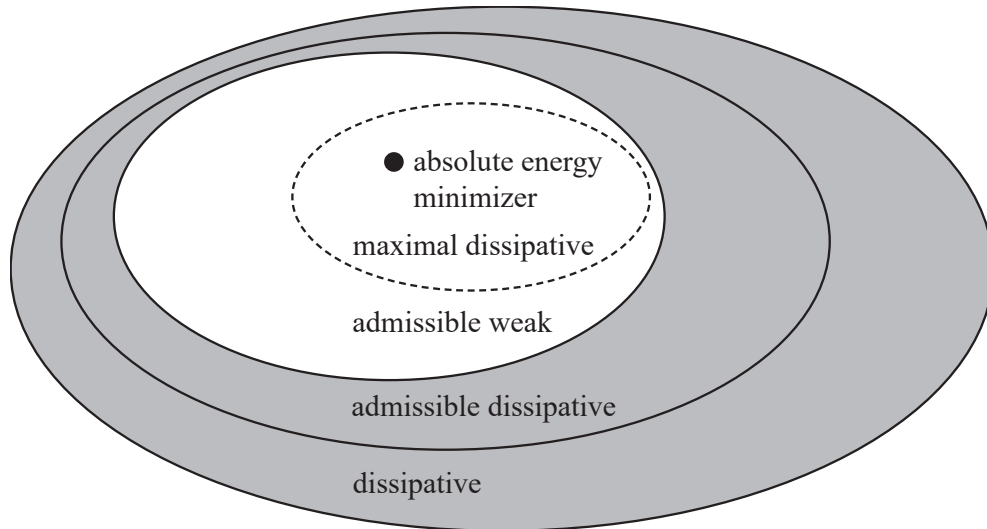 absolute energy
minimizer
maximal dissipative
admissible weak
admissible dissipative
dissipative